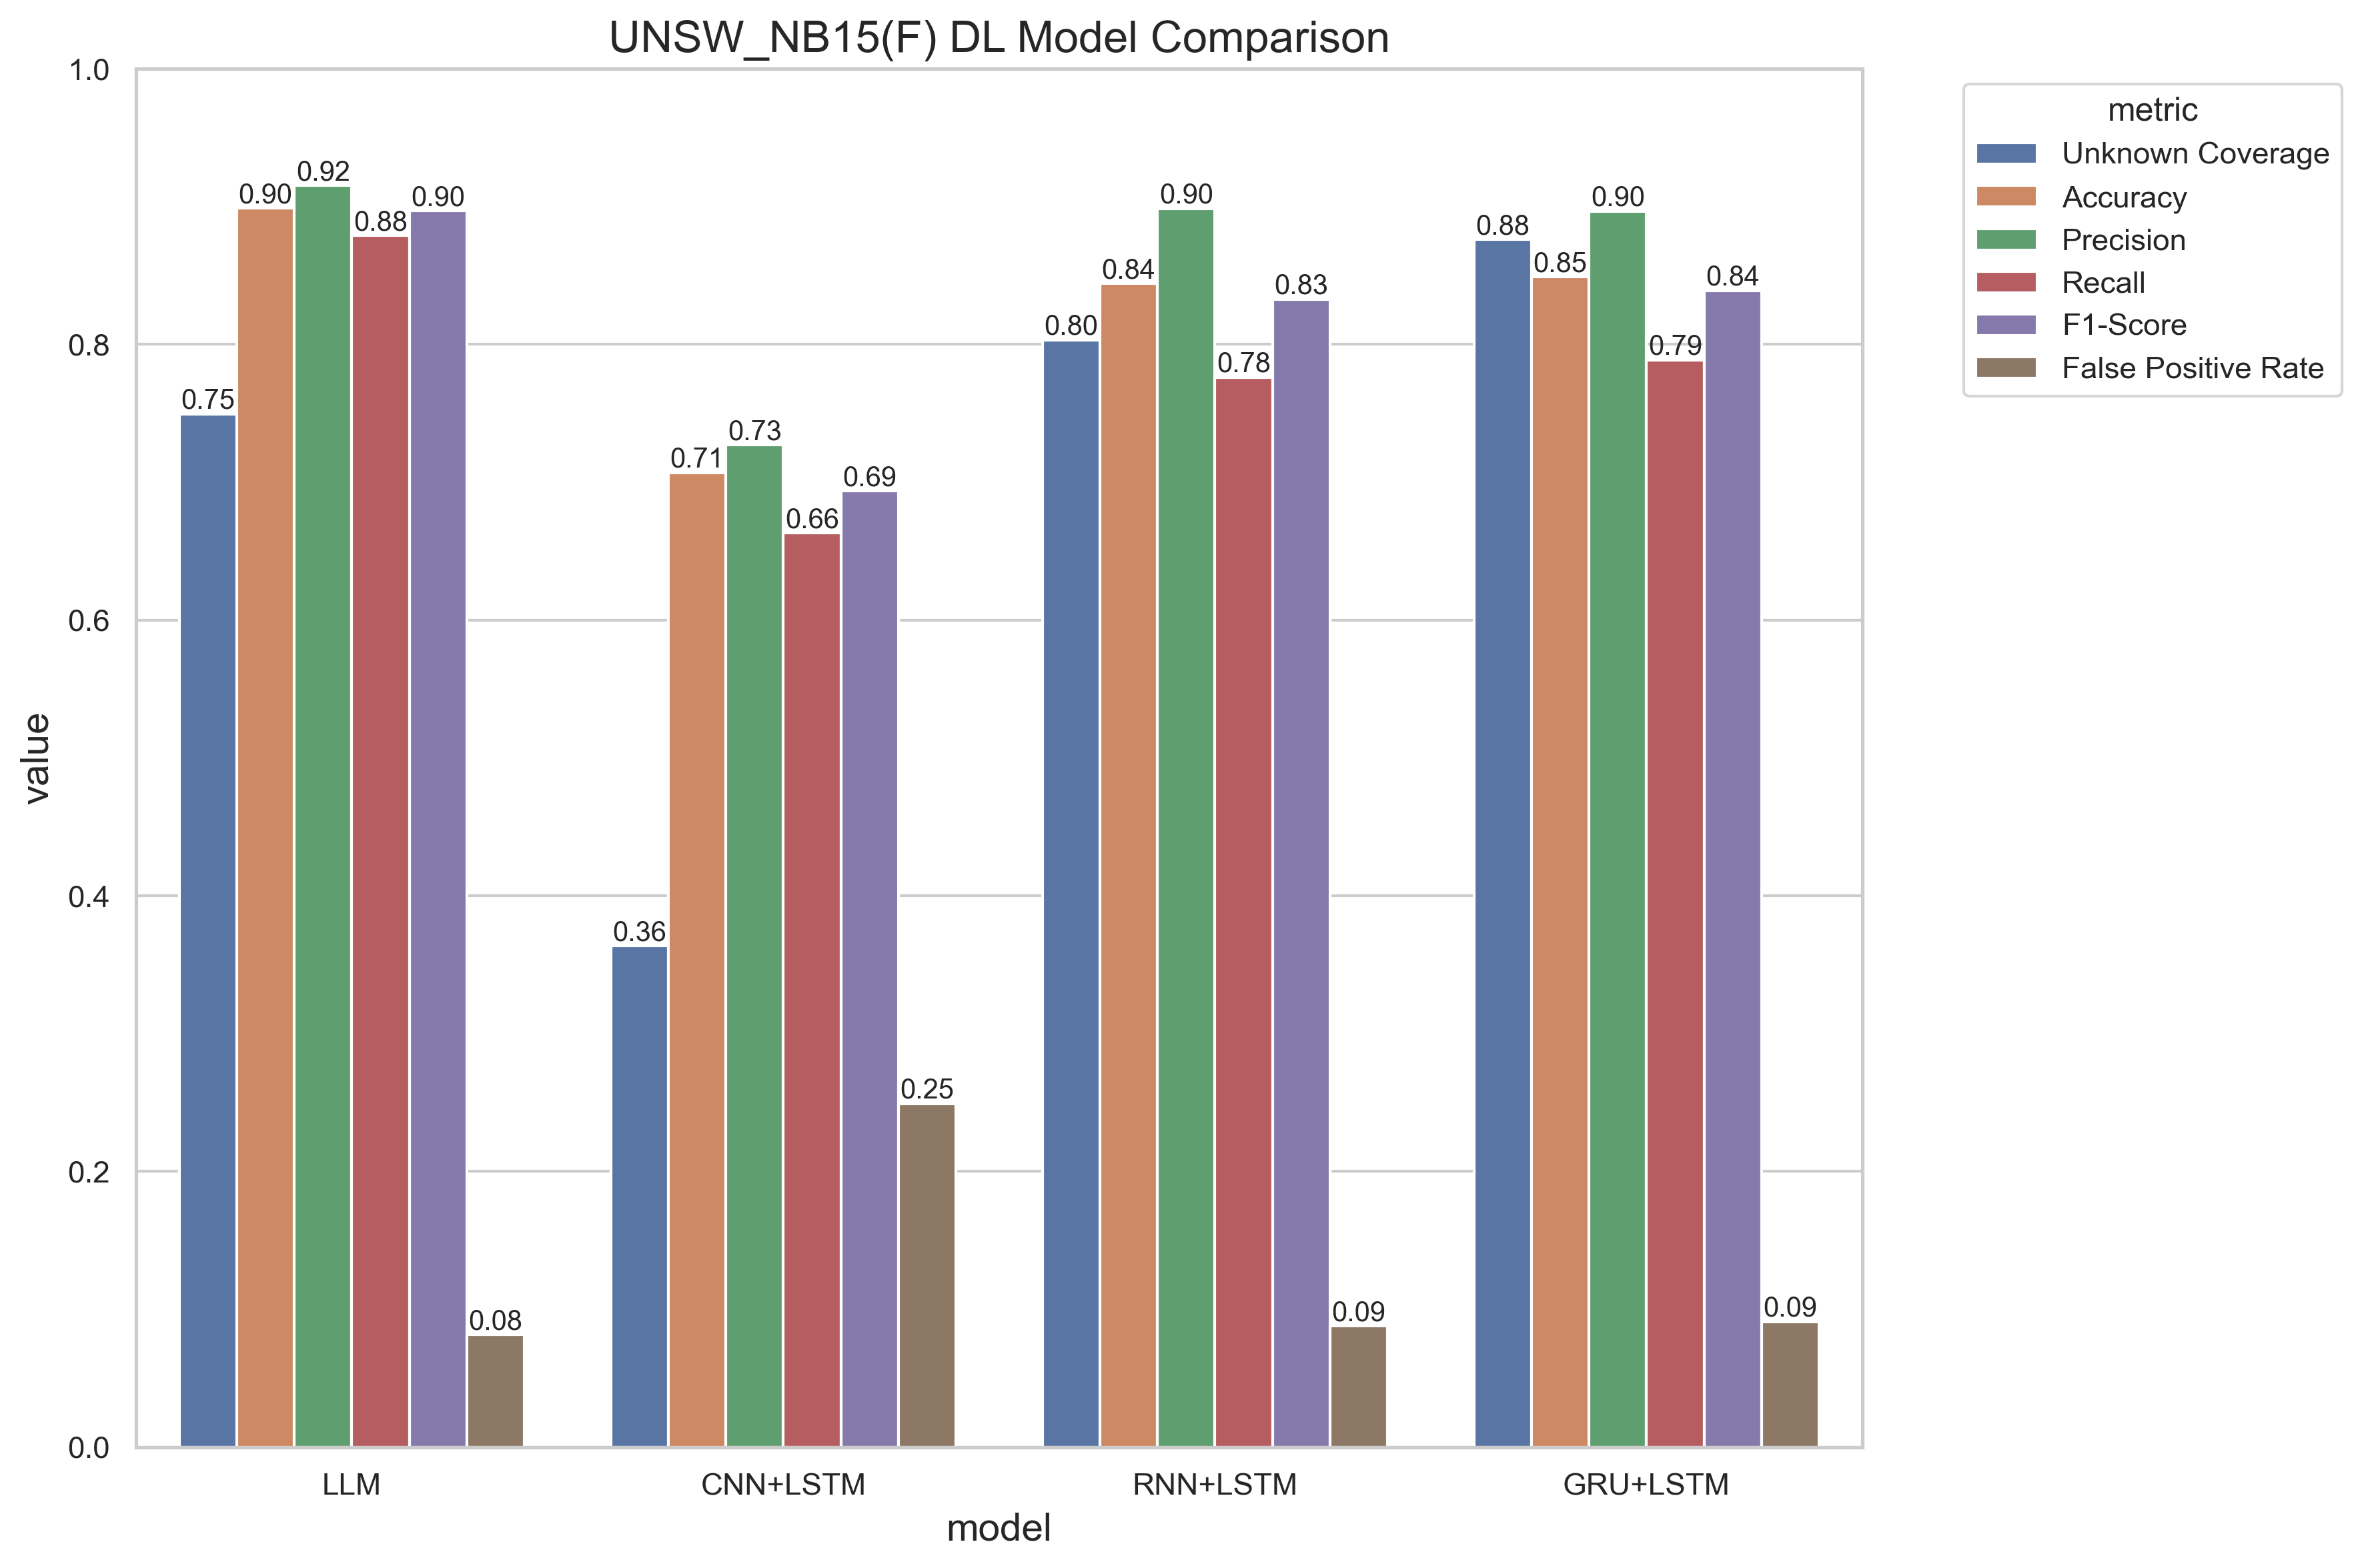 UNSW_NB15(F) DL Model Comparison
metric
Unknown Coverage
Accuracy
Precision
Recall
F1-Score
False Positive Rate
value
1.0
0.8
0.6
0.4
0.2
0.0
0.75
0.90
0.92
0.88
0.90
0.08
0.36
0.71
0.73
0.66
0.69
0.25
0.80
0.84
0.90
0.78
0.83
0.09
0.88
0.85
0.90
0.79
0.84
0.09
LLM
CNN+LSTM
RNN+LSTM
GRU+LSTM
model